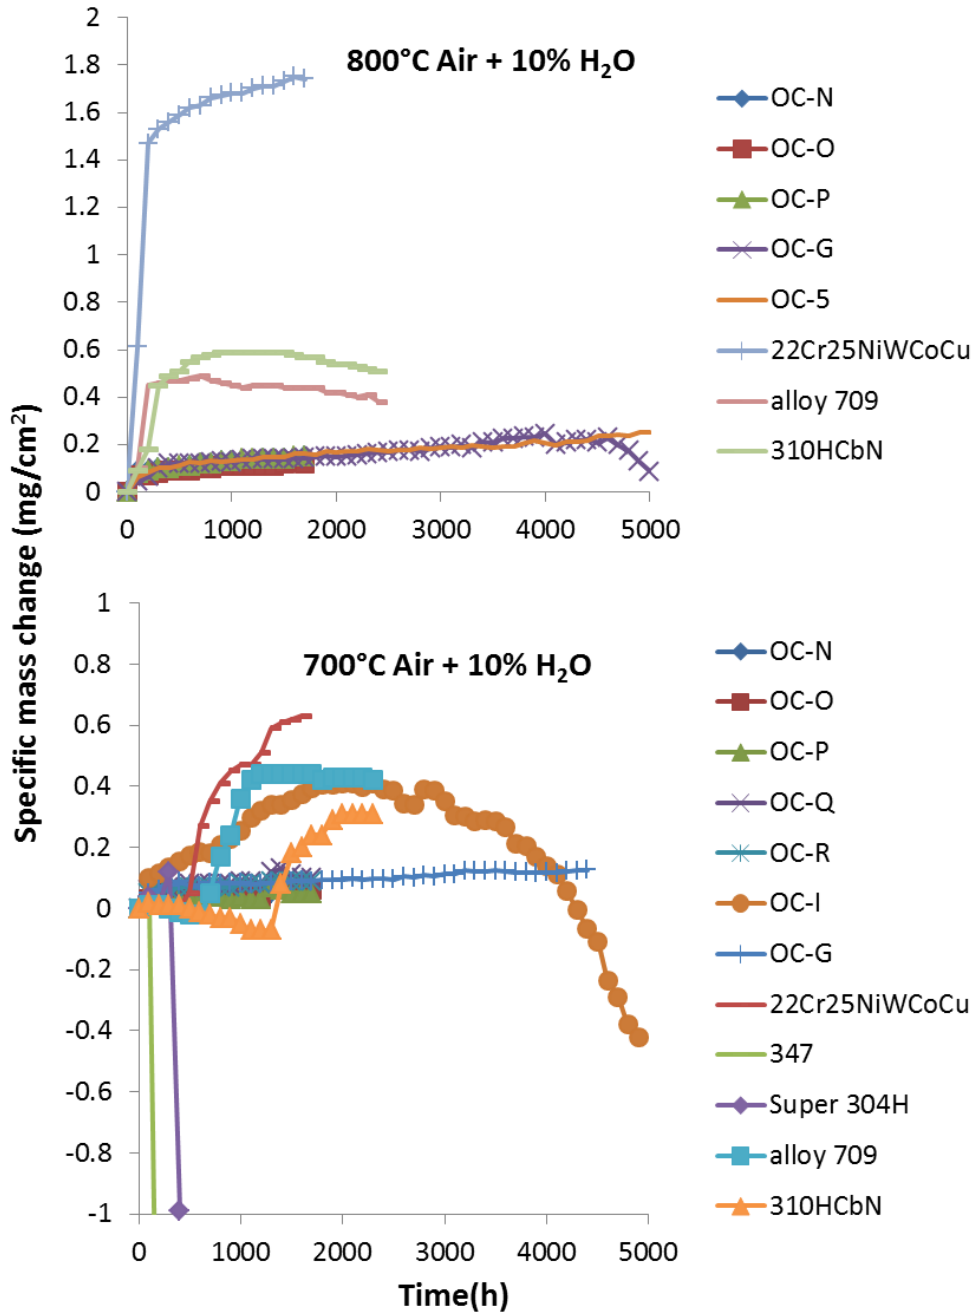 Specific mass change (mg/cm²)
2
1.8
1.6
1.4
1.2
1
0.8
0.6
0.4
0.2
0
800°C Air + 10% H₂O
0 1000 2000 3000 4000 5000
OC-N
OC-O
OC-P
OC-G
OC-5
22Cr25NiWCoCu
alloy 709
310HCbN
1
0.8
0.6
0.4
0.2
0
-0.2
-0.4
-0.6
-0.8
-1
700°C Air + 10% H₂O
0 1000 2000 3000 4000 5000
Time(h)
OC-N
OC-O
OC-P
OC-Q
OC-R
OC-I
OC-G
22Cr25NiWCoCu
347
Super 304H
alloy 709
310HCbN